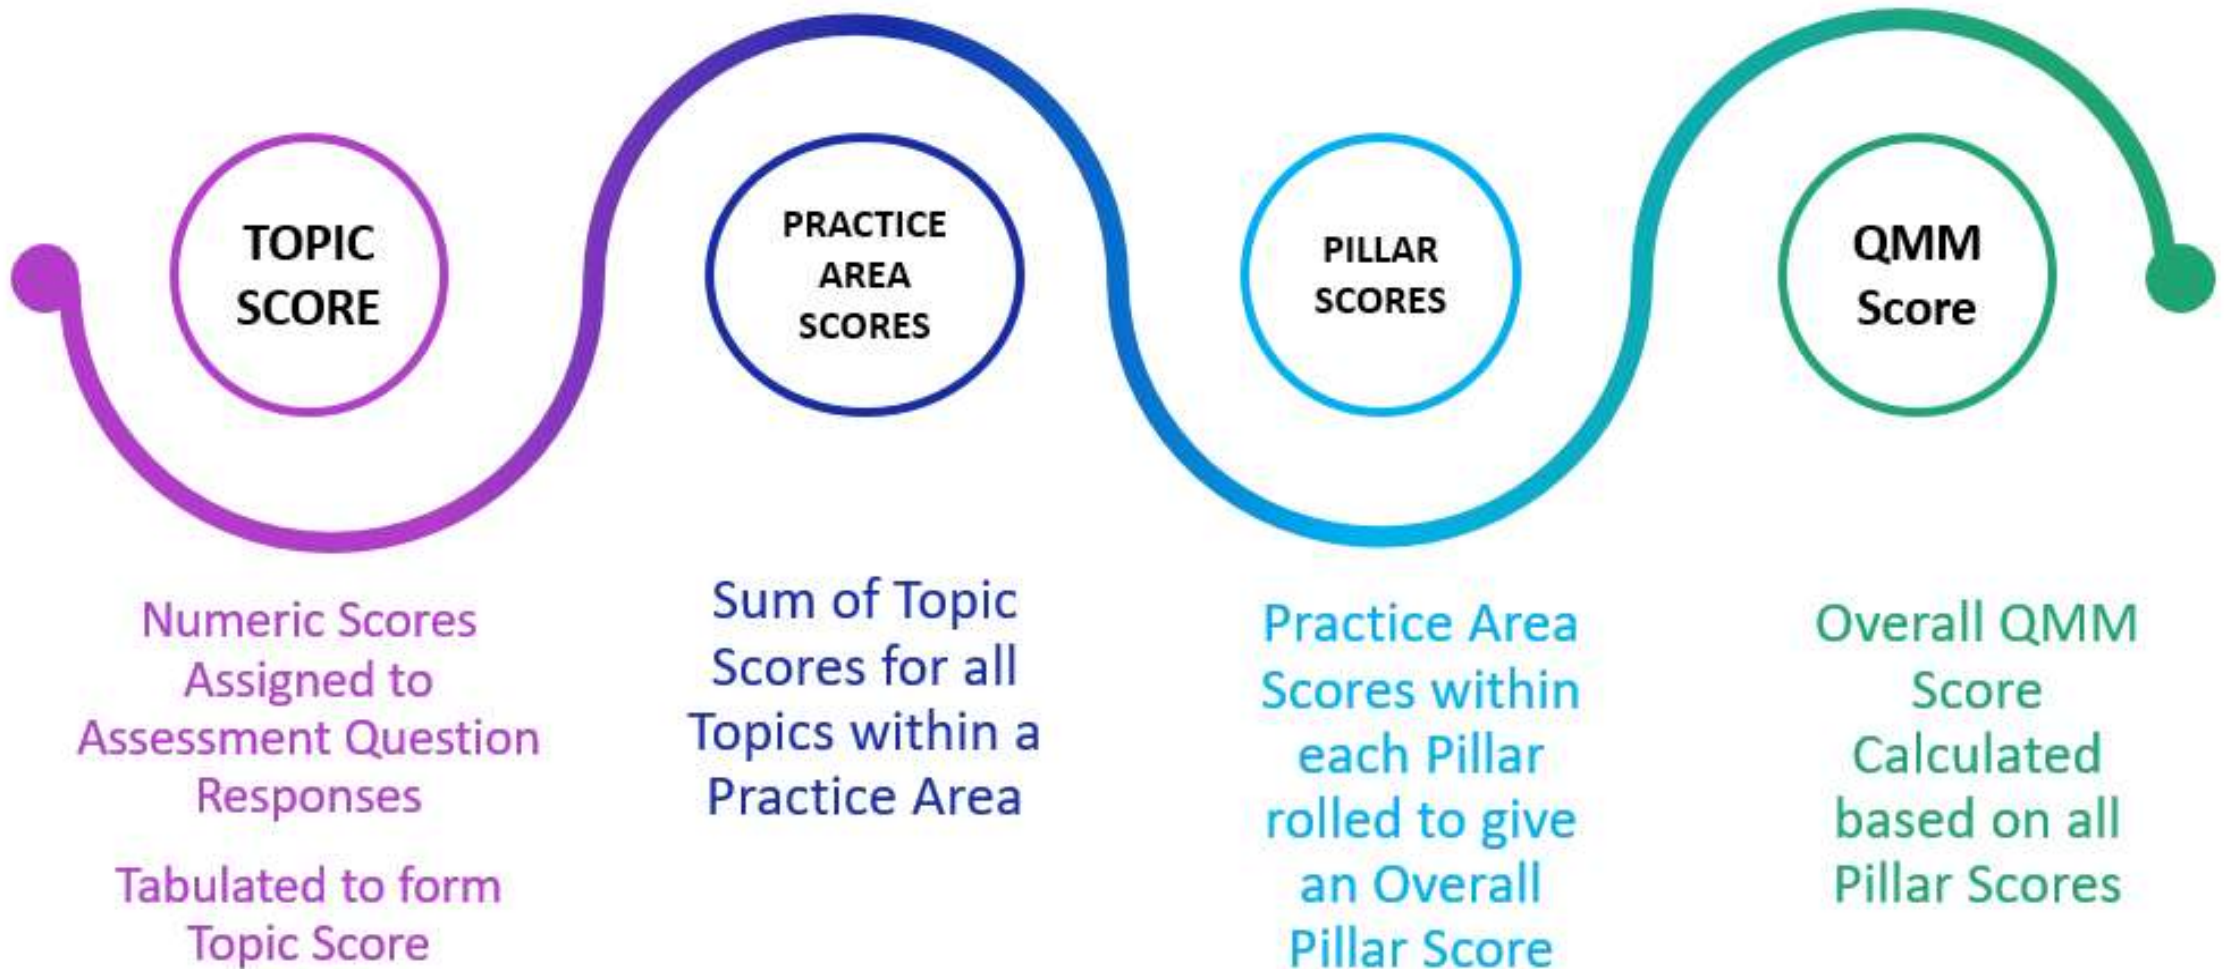 TOPIC
SCORE
PRACTICE
AREA
SCORES
PILLAR
SCORES
QMM
Score
Numeric Scores
Assigned to
Assessment Question
Responses
Tabulated to form
Topic Score
Sum of Topic
Scores for all
Topics within a
Practice Area
Practice Area
Scores within
each Pillar
rolled to give
an Overall
Pillar Score
Overall QMM
Score
Calculated
based on all
Pillar Scores